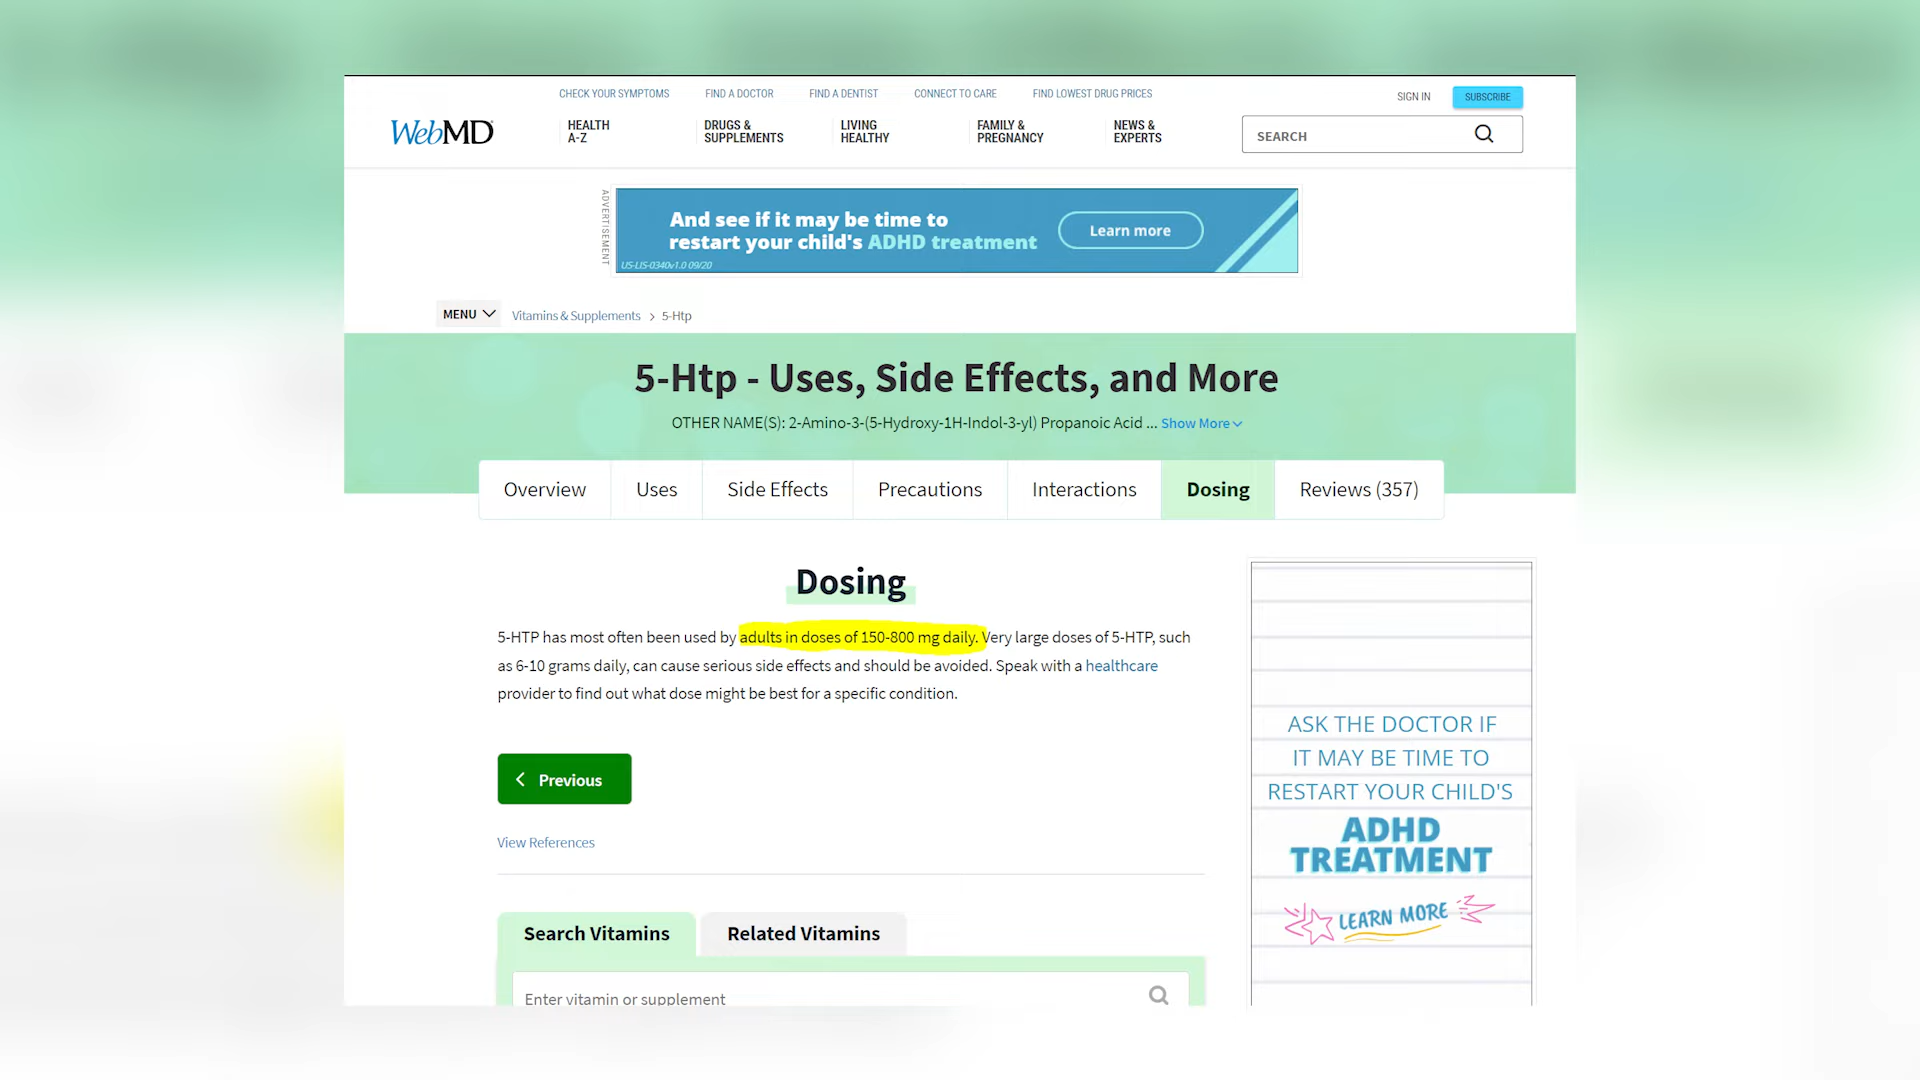 CHECK YOUR SYMPTOMS FIND A DOCTOR FIND A DENTIST CONNECT TO CARE FIND LOWEST DRUG PRICES
SIGN IN SUBSCRIBE
WebMD
HEALTH
A-Z
DRUGS &
SUPPLEMENTS
LIVING
HEALTHY
FAMILY &
PREGNANCY
NEWS &
EXPERTS
SEARCH
ADVERTISEMENT
And see if it may be time to
restart your child's ADHD treatment
Learn more
US-LIS-0340v1.0 09/20
MENU Vitamins & Supplements > 5-Htp
5-Htp - Uses, Side Effects, and More
OTHER NAME(S): 2-Amino-3-(5-Hydroxy-1H-Indol-3-yl) Propanoic Acid ... Show More
Overview Uses Side Effects Precautions Interactions Dosing Reviews (357)
Dosing
5-HTP has most often been used by adults in doses of 150-800 mg daily. Very large doses of 5-HTP, such
as 6-10 grams daily, can cause serious side effects and should be avoided. Speak with a healthcare
provider to find out what dose might be best for a specific condition.
Previous
View References
Search Vitamins Related Vitamins
Enter vitamin or supplement
ASK THE DOCTOR IF
IT MAY BE TIME TO
RESTART YOUR CHILD'S
ADHD
TREATMENT
LEARN MORE